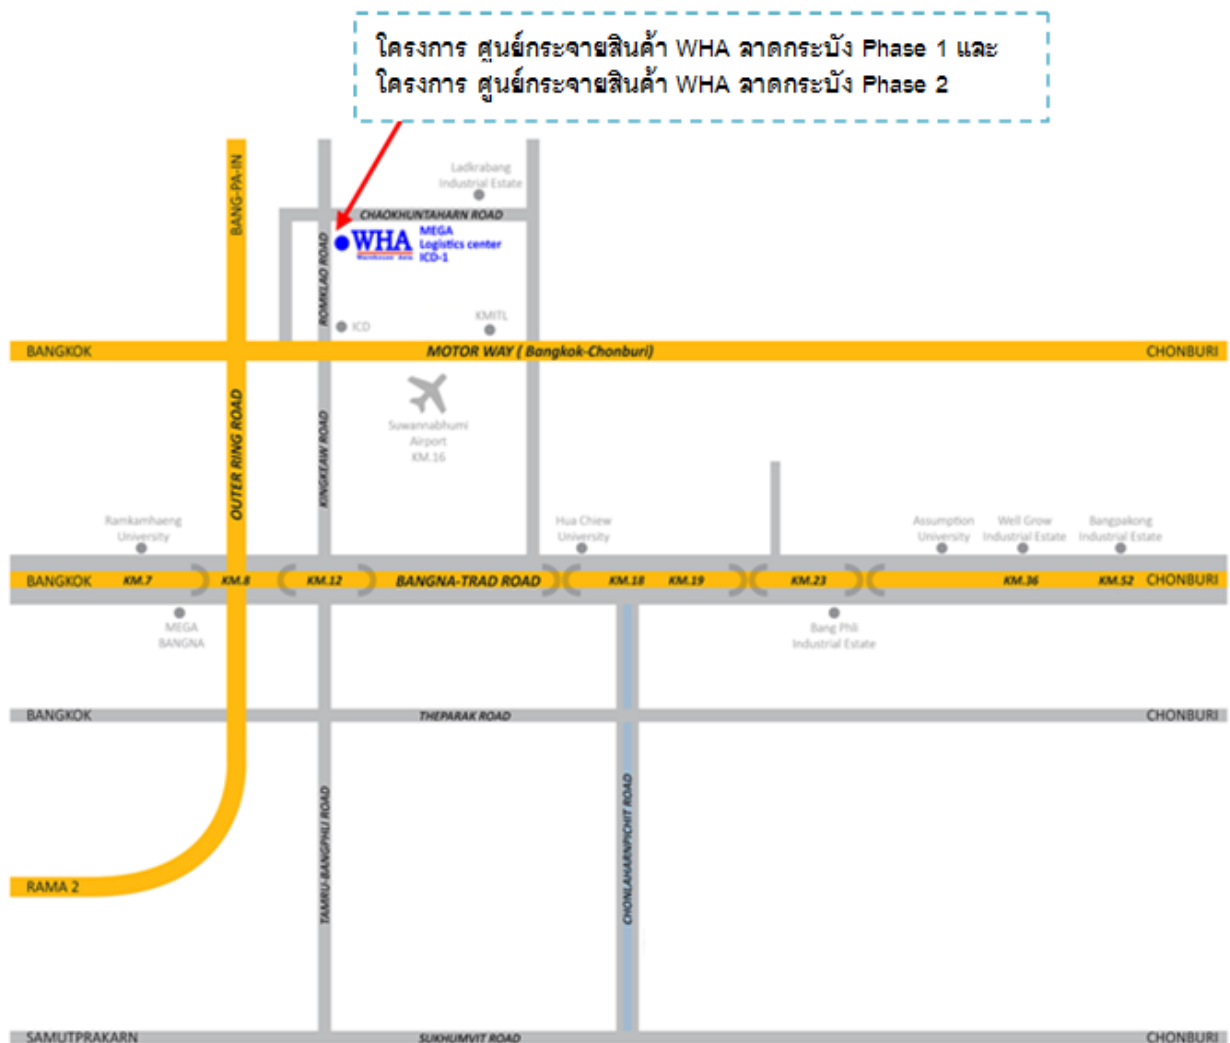 โครงการ ศูนย์กระจายสินค้า WHA ลาดกระบัง Phase 1 และ
โครงการ ศูนย์กระจายสินค้า WHA ลาดกระบัง Phase 2
BANG-PA-IN
Ladkrabang
Industrial Estate
CHAOKHUNTAHARN ROAD
ROMKLAO ROAD
WHA
Warehouse Asia
MEGA
Logistics center
ICD-1
ICD
KMITL
BANGKOK
MOTOR WAY ( Bangkok-Chonburi)
CHONBURI
OUTER RING ROAD
KINGKEAW ROAD
Suwannabhumi
Airport
KM.16
Ramkamhaeng
University
Hua Chiew
University
Assumption
University
Well Grow
Industrial Estate
Bangpakong
Industrial Estate
BANGKOK
KM.7
KM.8
KM.12
BANGNA-TRAD ROAD
KM.18
KM.19
KM.23
KM.36
KM.52
CHONBURI
MEGA
BANGNA
Bang Phli
Industrial Estate
BANGKOK
THEPARAK ROAD
CHONBURI
TAMRU-BANGPHLI ROAD
CHONLAHARNPICHIT ROAD
RAMA 2
SAMUTPRAKARN
SUKHUMVIT ROAD
CHONBURI